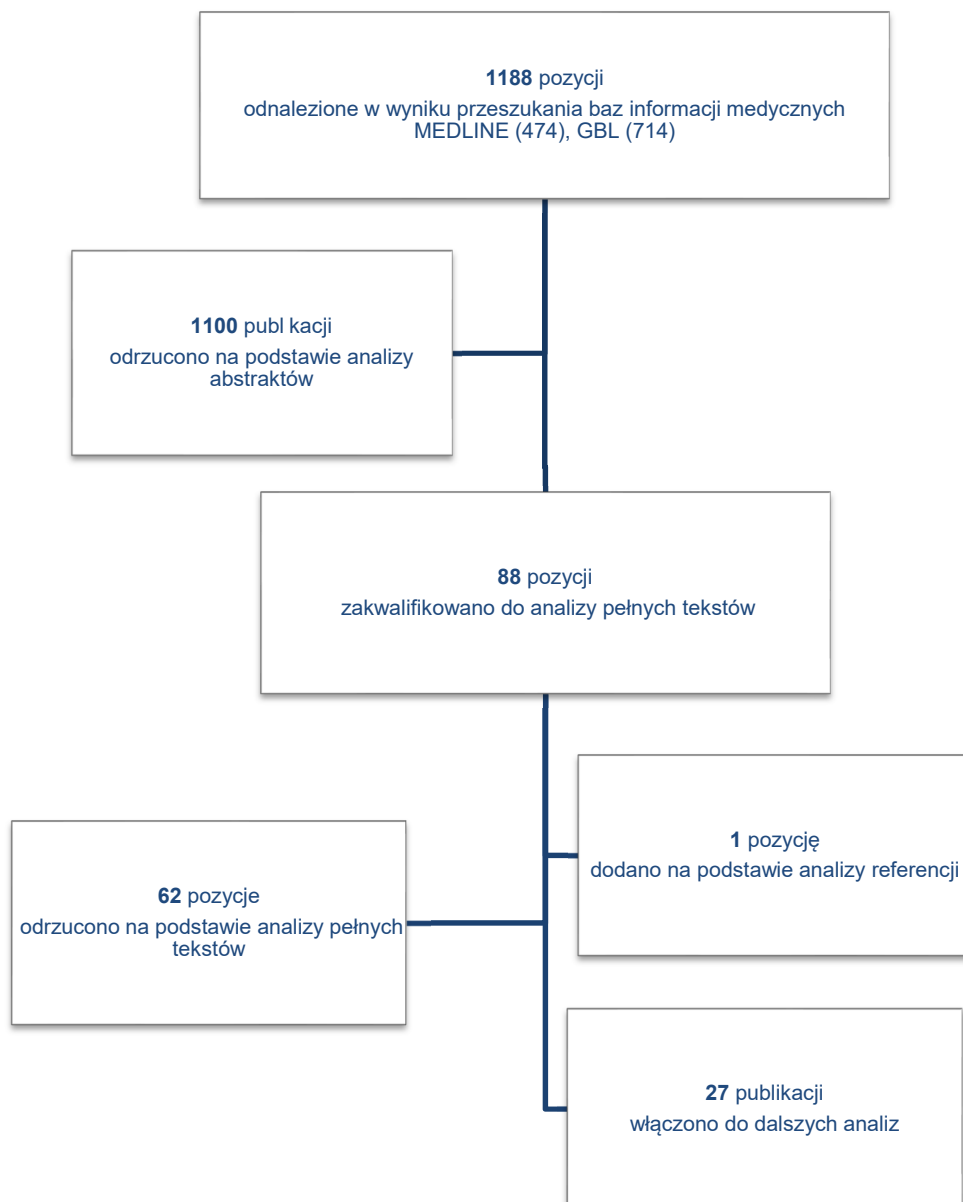 1188 pozycji
odnalezione w wyniku przeszukania baz informacji medycznych
MEDLINE (474), GBL (714)
1100 publ kacji
odrzucono na podstawie analizy
abstraktów
88 pozycji
zakwalifikowano do analizy pełnych tekstów
1 pozycję
dodano na podstawie analizy referencji
62 pozycje
odrzucono na podstawie analizy pełnych
tekstów
27 publikacji
włączono do dalszych analiz